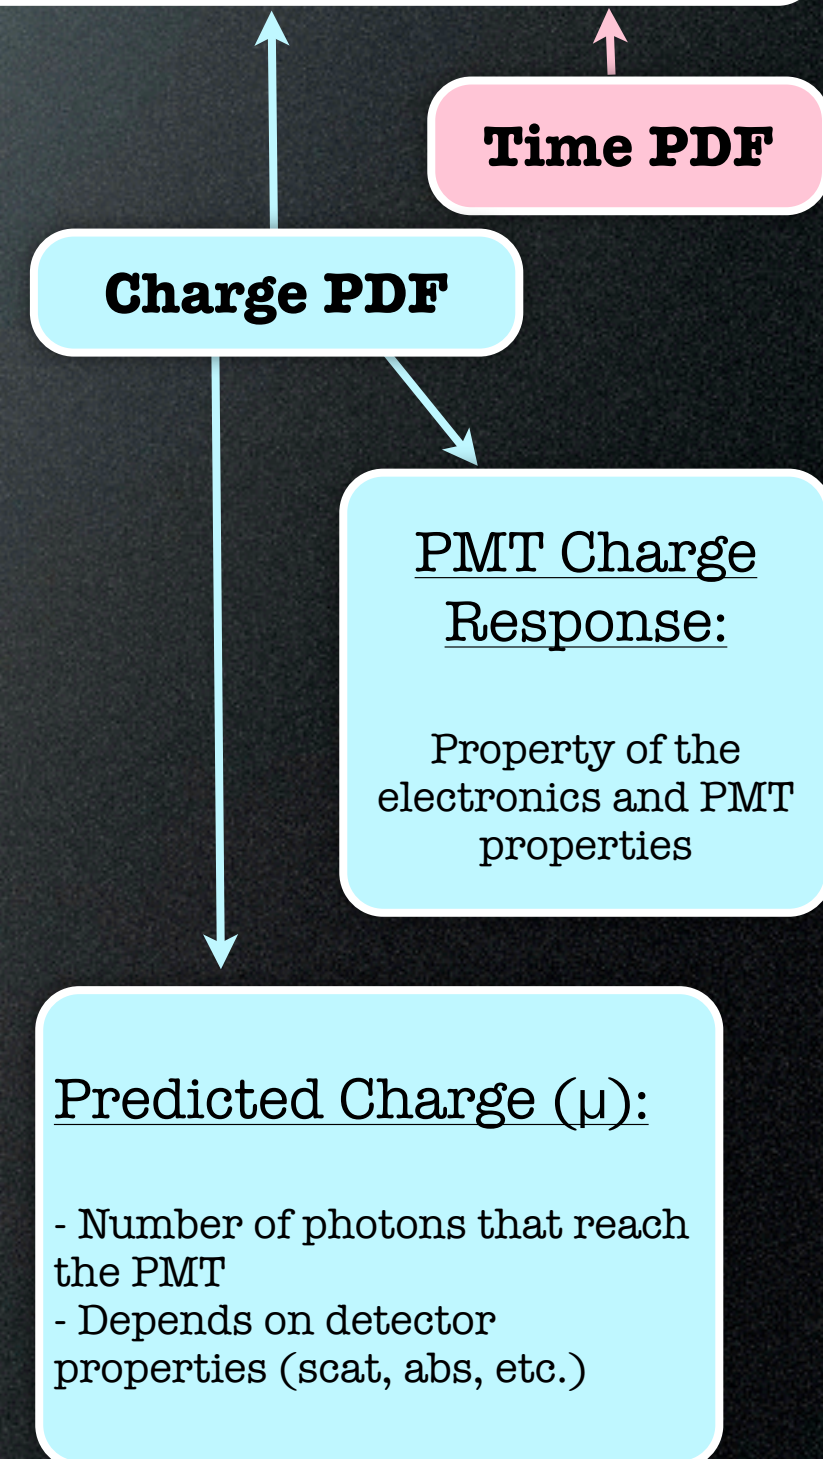 Time PDF
Charge PDF
PMT Charge
Response:
Property of the
electronics and PMT
properties
Predicted Charge (μ):
- Number of photons that reach
the PMT
- Depends on detector
properties (scat, abs, etc.)